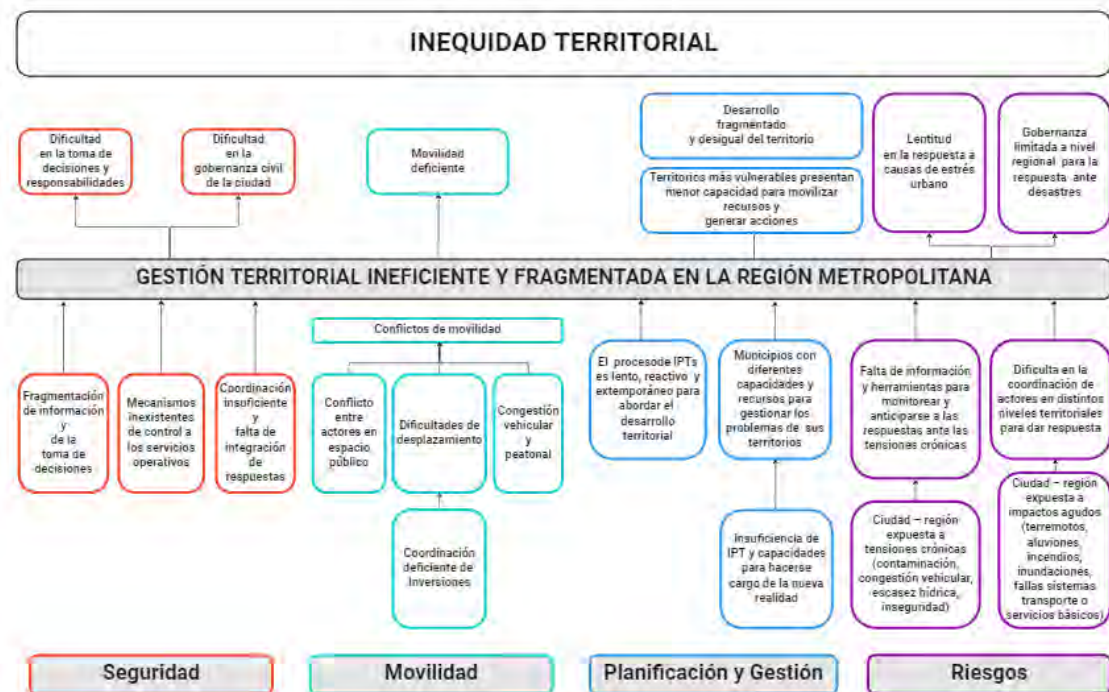 INEQUIDAD TERRITORIAL
Dificultad
en la toma de
decisiones y
responsabilidades
Dificultad
en la
gobernanza civil
de la ciudad
Movilidad
deficiente
Desarrollo
fragmentado
y desigual del territorio
Territorios más vulnerables presentan
menor capacidad para movilizar
recursos y
generar acciones
Lentitud
en la respuesta a
causas de estrés
urbano
Gobernanza
limitada a nivel
regional para la
respuesta ante
desastres
GESTIÓN TERRITORIAL INEFICIENTE Y FRAGMENTADA EN LA REGIÓN METROPOLITANA
Fragmentación
de información
y
de la
toma de
decisiones
Mecanismos
inexistentes
de control a
los servicios
operativos
Coordinación
insuficiente
y
falta de
integración
de
respuestas
Conflictos de movilidad
Conflicto
entre
actores en
espacio
público
Dificultades de
desplazamiento
Congestión
vehicular
y
peatonal
Coordinación
deficiente de
Inversiones
El procesode IPTs
es lento, reactivo y
extemporáneo para
abordar el
desarrollo
territorial
Municipios con
diferentes
capacidades y
recursos para
gestionar los
problemas de sus
territorios
Insuficiencia de
IPT y capacidades
para hacerse
cargo de la nueva
realidad
Falta de información
y herramientas para
monitorear y
anticiparse a las
respuestas ante las
tensiones crónicas
Ciudad – región
expuesta a
tensiones crónicas
(contaminación,
congestión vehicular,
escasez hídrica,
inseguridad)
Dificulta en la
coordinación de
actores en distintos
niveles territoriales
para dar respuesta
Ciudad – región
expuesta a
impactos agudos
(terremotos,
aluviones,
incendios,
inundaciones,
fallas sistemas
transporte o
servicios básicos)
Seguridad
Movilidad
Planificación y Gestión
Riesgos